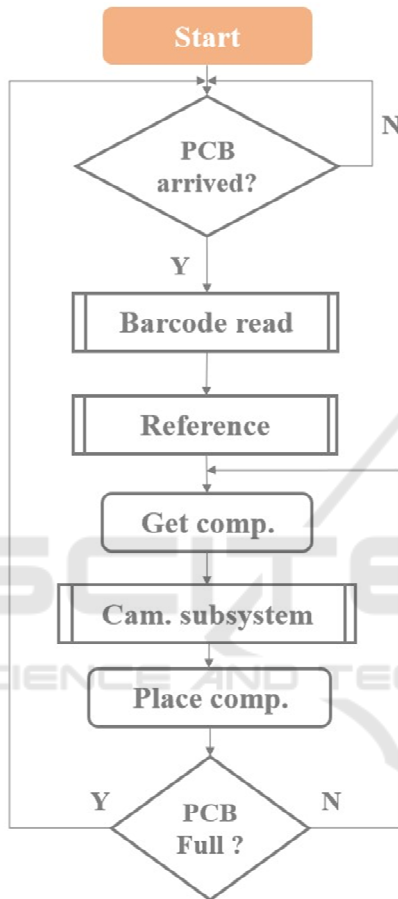 Start
N
PCB
arrived?
Y
Barcode read
Reference
Get comp.
Cam. subsystem
Place comp.
Y
PCB
N
Full ?